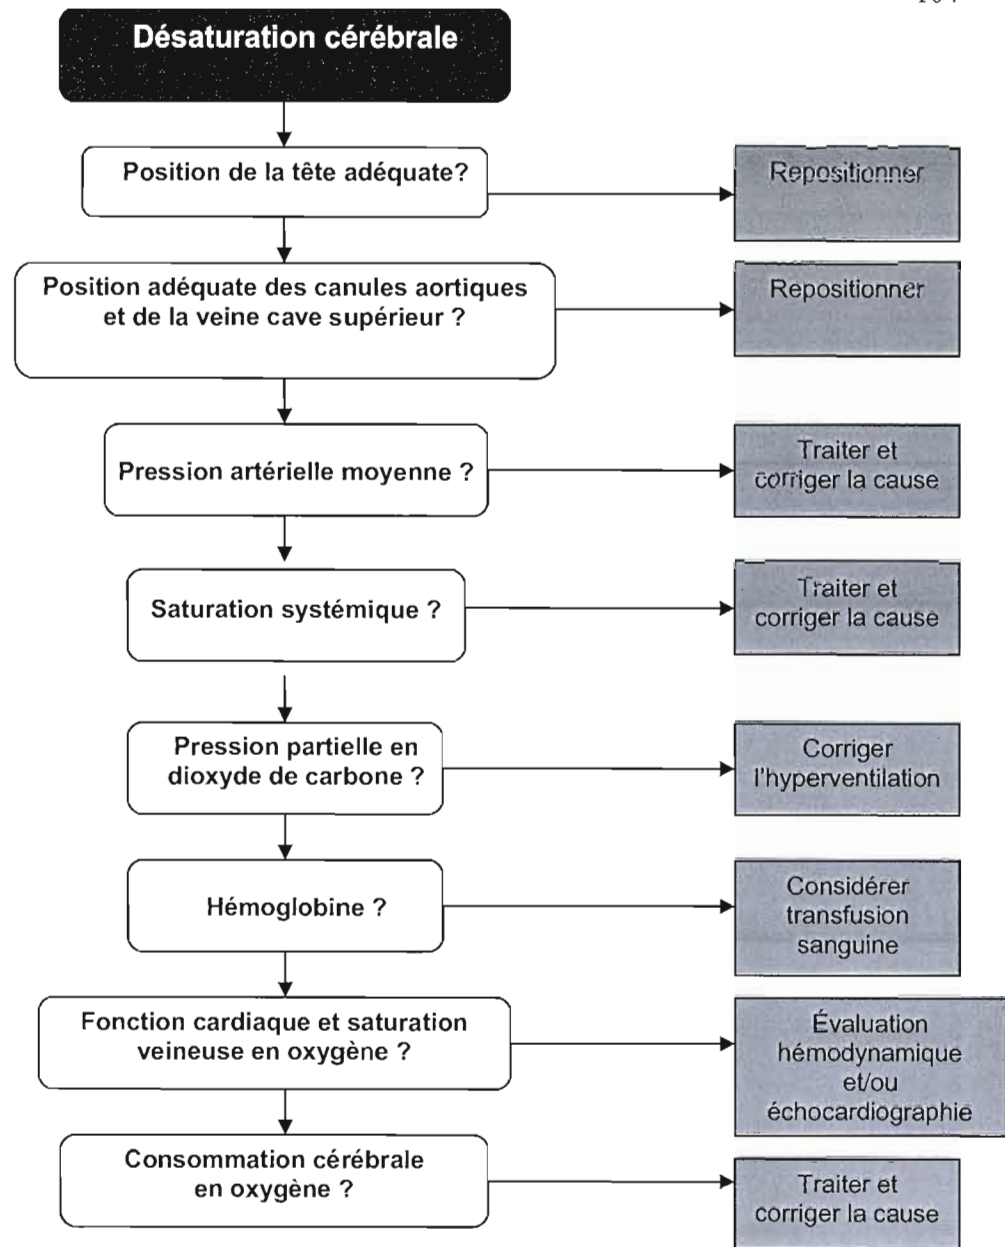 Désaturation cérébrale
Position de la tête adéquate?
Repositionner
Position adéquate des canules aortiques
et de la veine cave supérieur ?
Repositionner
Pression artérielle moyenne ?
Traiter et
corriger la cause
Saturation systémique ?
Traiter et
corriger la cause
Pression partielle en
dioxyde de carbone ?
Corriger
l'hyperventilation
Hémoglobine ?
Considérer
transfusion
sanguine
Fonction cardiaque et saturation
veineuse en oxygène ?
Évaluation
hémodynamique
et/ou
échocardiographie
Consommation cérébrale
en oxygène ?
Traiter et
corriger la cause